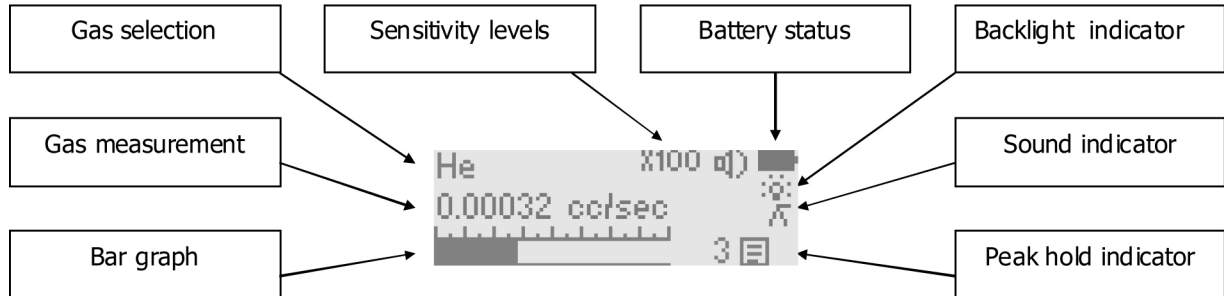 Gas selection
Sensitivity levels
Battery status
Backlight indicator
Gas measurement
Sound indicator
He
X100
0.00032 cc/sec
3
Bar graph
Peak hold indicator